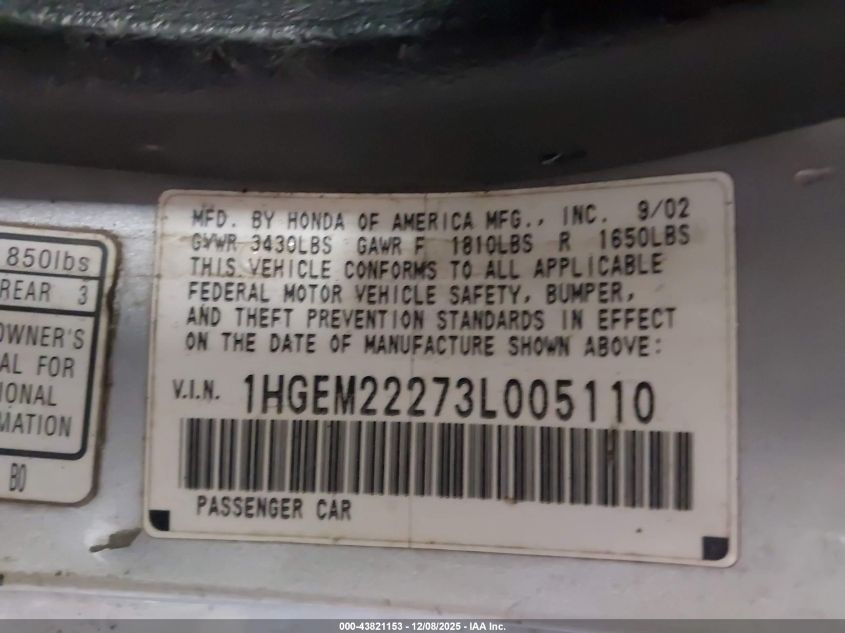 850lbs
REAR 3
OWNER'S
AL FOR
IONAL
MATION
BO
MFD. BY HONDA OF AMERICA MFG., INC. 9/02
GVWR 3430LBS GAWR F 1810LBS R 1650LBS
THIS VEHICLE CONFORMS TO ALL APPLICABLE
FEDERAL MOTOR VEHICLE SAFETY, BUMPER,
AND THEFT PREVENTION STANDARDS IN EFFECT
ON THE DATE OF MANUFACTURE SHOWN ABOVE:
V.I.N. 1HGEM22273L005110
PASSENGER CAR
000-43821153 - 12/08/2025 - IAA Inc.